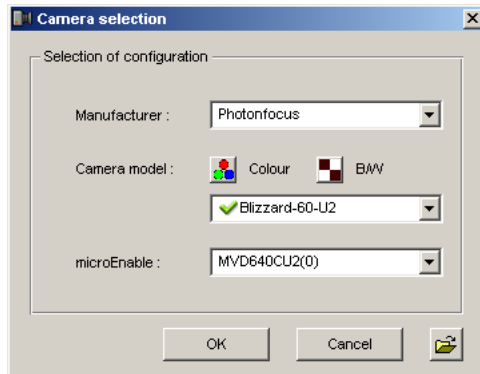 Camera selection
Selection of configuration
Manufacturer : Photonfocus
Camera model : Colour B/W
Blizzard-60-U2
microEnable : MVD640CU2(0)
OK Cancel